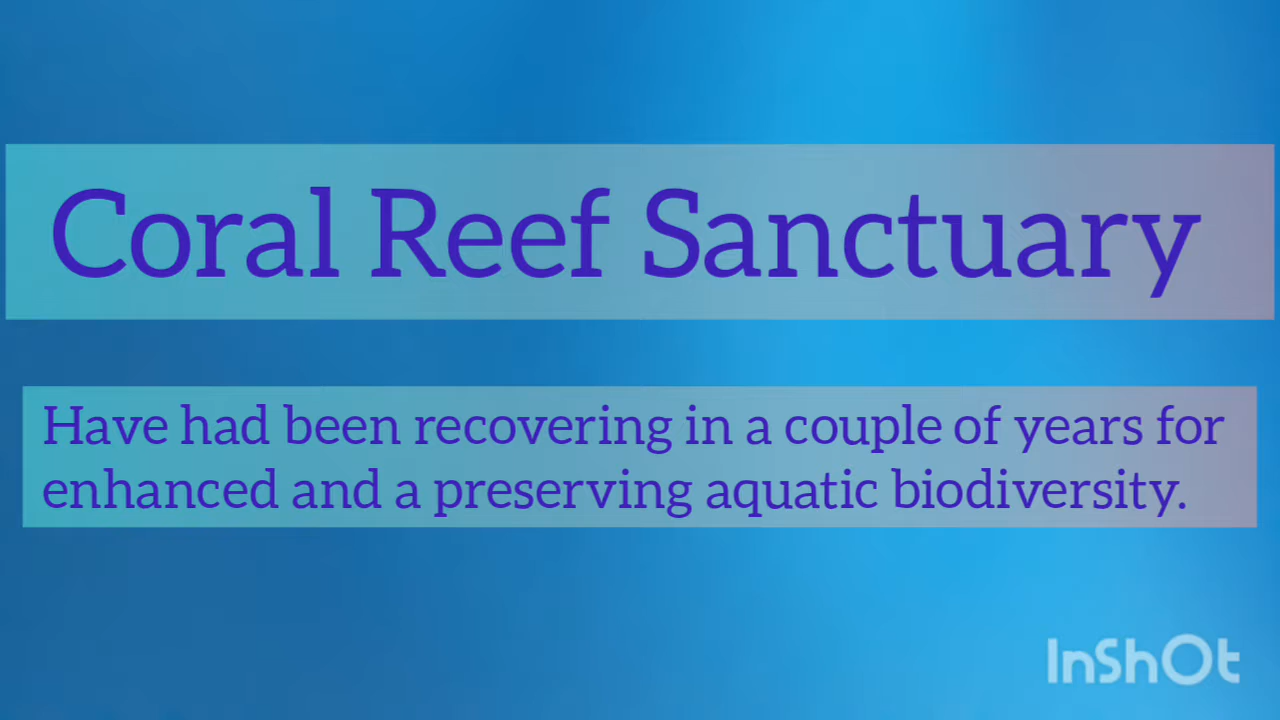 Coral Reef Sanctuary
Have had been recovering in a couple of years for
enhanced and a preserving aquatic biodiversity.
InShOt